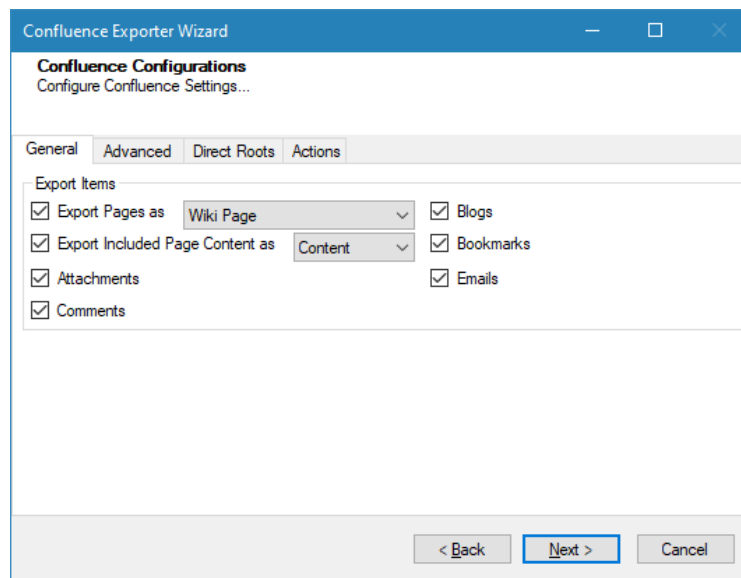 Confluence Exporter Wizard
Confluence Configurations
Configure Confluence Settings...
General Advanced Direct Roots Actions
Export Items
Export Pages as Wiki Page Blogs
Export Included Page Content as Content Bookmarks
Attachments Emails
Comments
< Back Next > Cancel